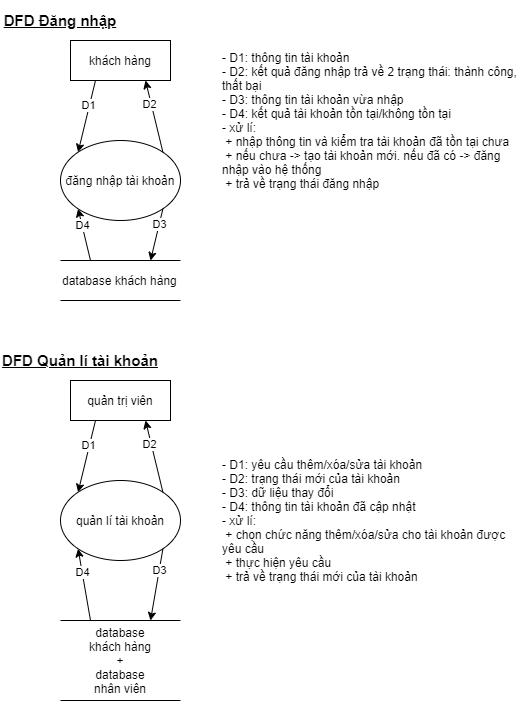 DFD Đăng nhập
khách hàng
D1
D2
đăng nhập tài khoản
D4
D3
database khách hàng
- D1: thông tin tài khoản
- D2: kết quả đăng nhập trả về 2 trạng thái: thành công,
thất bại
- D3: thông tin tài khoản vừa nhập
- D4: kết quả tài khoản tồn tại/không tồn tại
- xử lí:
+ nhập thông tin và kiểm tra tài khoản đã tồn tại chưa
+ nếu chưa -> tạo tài khoản mới. nếu đã có -> đăng
nhập vào hệ thống
+ trả về trạng thái đăng nhập
DFD Quản lí tài khoản
quản trị viên
D1
D2
quản lí tài khoản
D4
D3
database
khách hàng
+
database
nhân viên
- D1: yêu cầu thêm/xóa/sửa tài khoản
- D2: trạng thái mới của tài khoản
- D3: dữ liệu thay đổi
- D4: thông tin tài khoản đã cập nhật
- xử lí:
+ chọn chức năng thêm/xóa/sửa cho tài khoản được
yêu cầu
+ thực hiện yêu cầu
+ trả về trạng thái mới của tài khoản